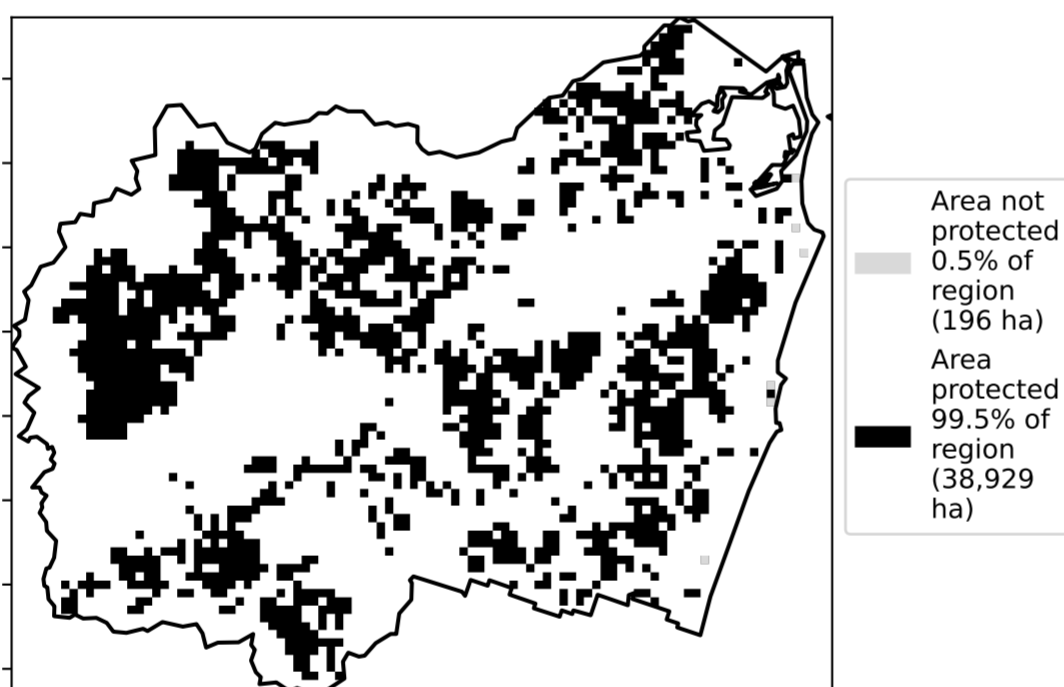 Area not
protected
0.5% of
region
(196 ha)
Area
protected
99.5% of
region
(38,929
ha)